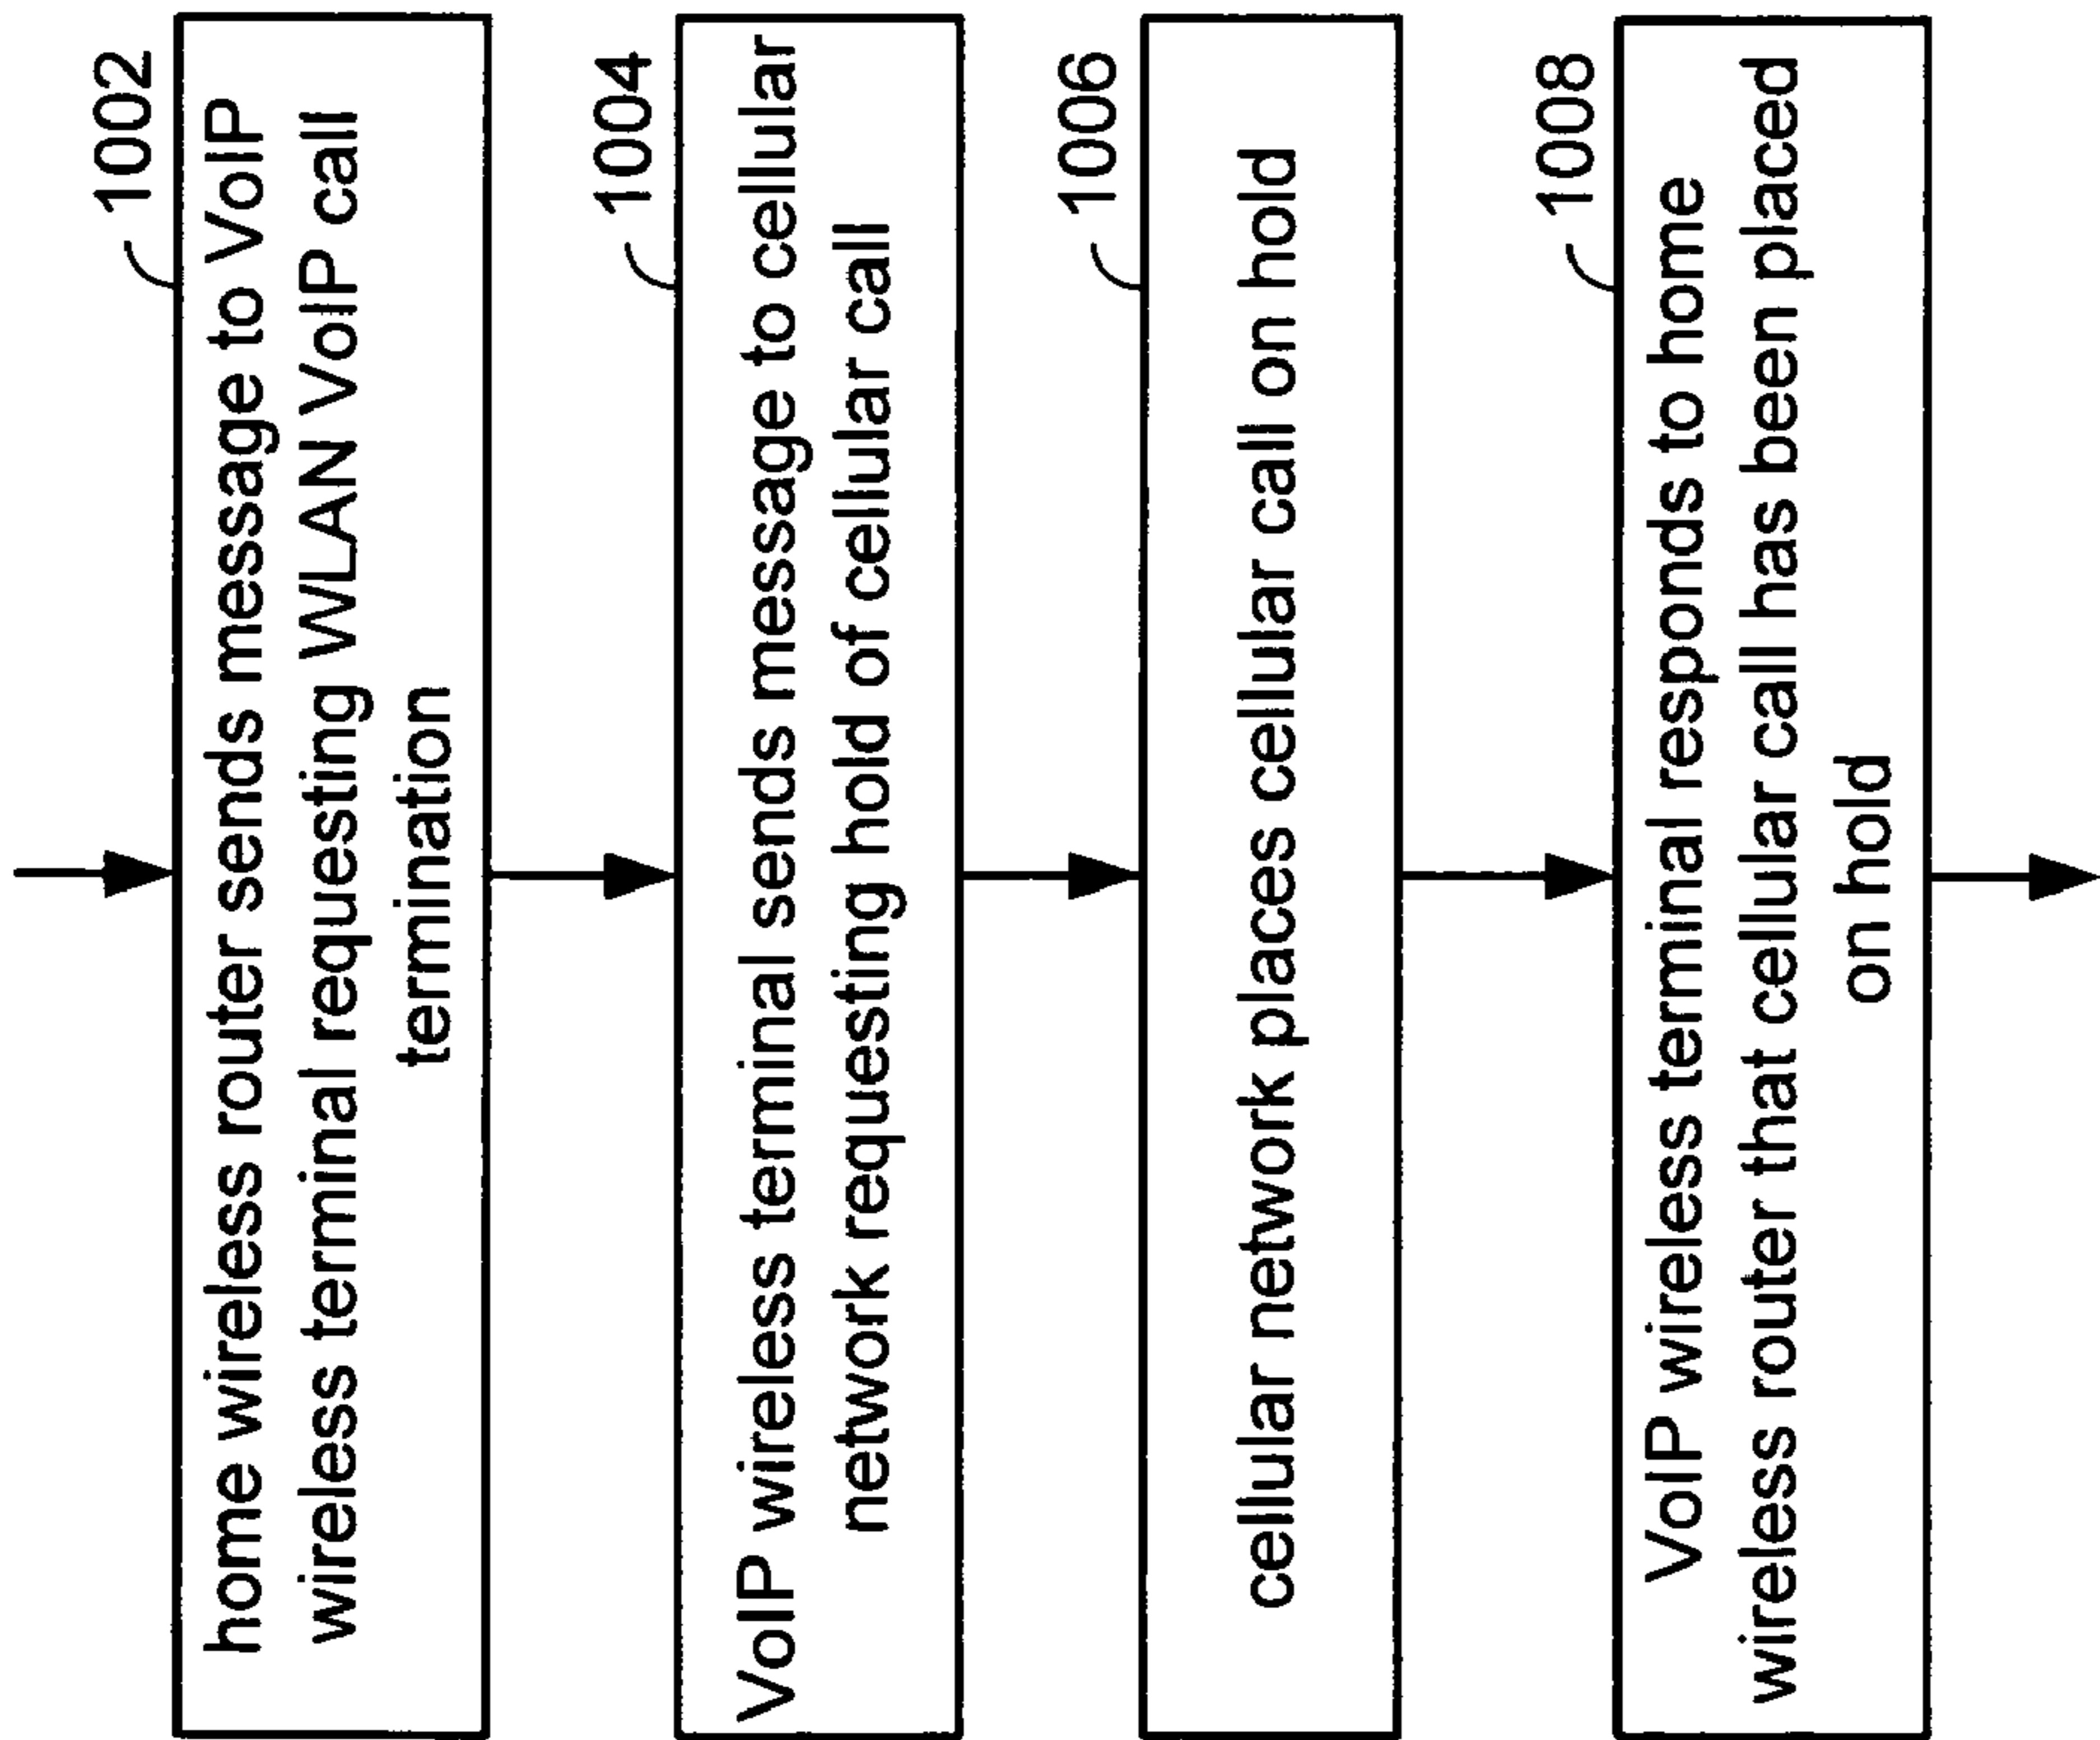 1002
home wireless router sends message to VoIP
wireless terminal requesting WLAN VoIP call
termination
1004
VoIP wireless terminal sends message to cellular
network requesting hold of cellular call
1006
cellular network places cellular call on hold
1008
VoIP wireless terminal responds to home
wireless router that cellular call has been placed
on hold